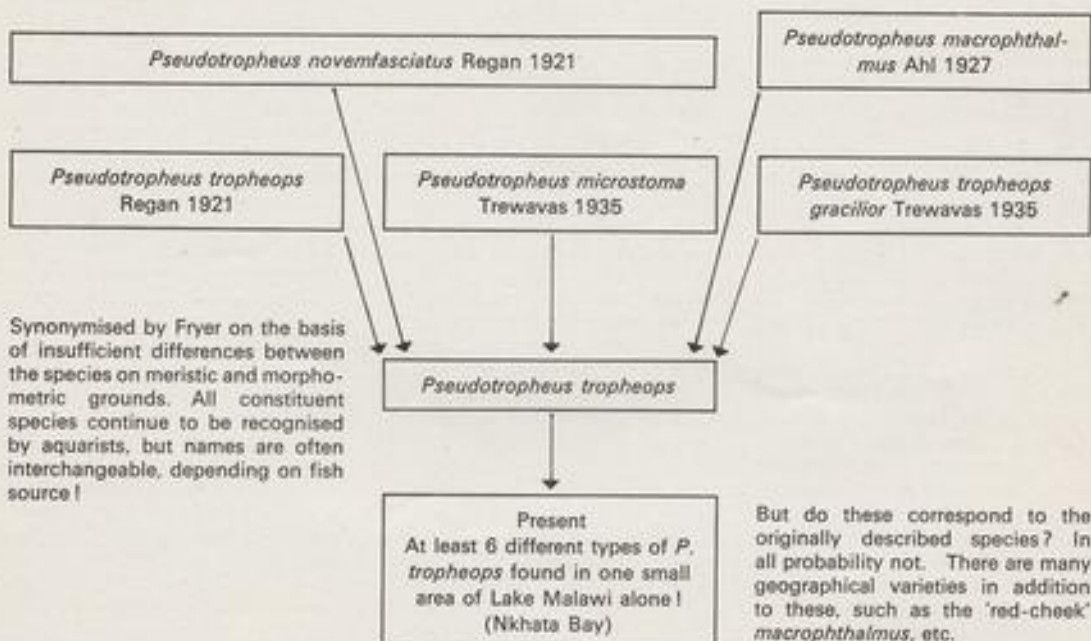 Pseudotropheus novemfasciatus Regan 1921
Pseudotropheus macrophthal-
mus Ahl 1927
Pseudotropheus tropheops
Regan 1921
Pseudotropheus microstoma
Trewavas 1935
Pseudotropheus tropheops
gracilior Trewavas 1935
Synonymised by Fryer on the basis
of insufficient differences between
the species on meristic and morpho-
metric grounds. All constituent
species continue to be recognised
by aquarists, but names are often
interchangeable, depending on fish
source!
Pseudotropheus tropheops
Present
At least 6 different types of P.
tropheops found in one small
area of Lake Malawi alone!
(Nkhata Bay)
But do these correspond to the
originally described species? In
all probability not. There are many
geographical varieties in addition
to these, such as the 'red-cheek'
macrophthalmus, etc.